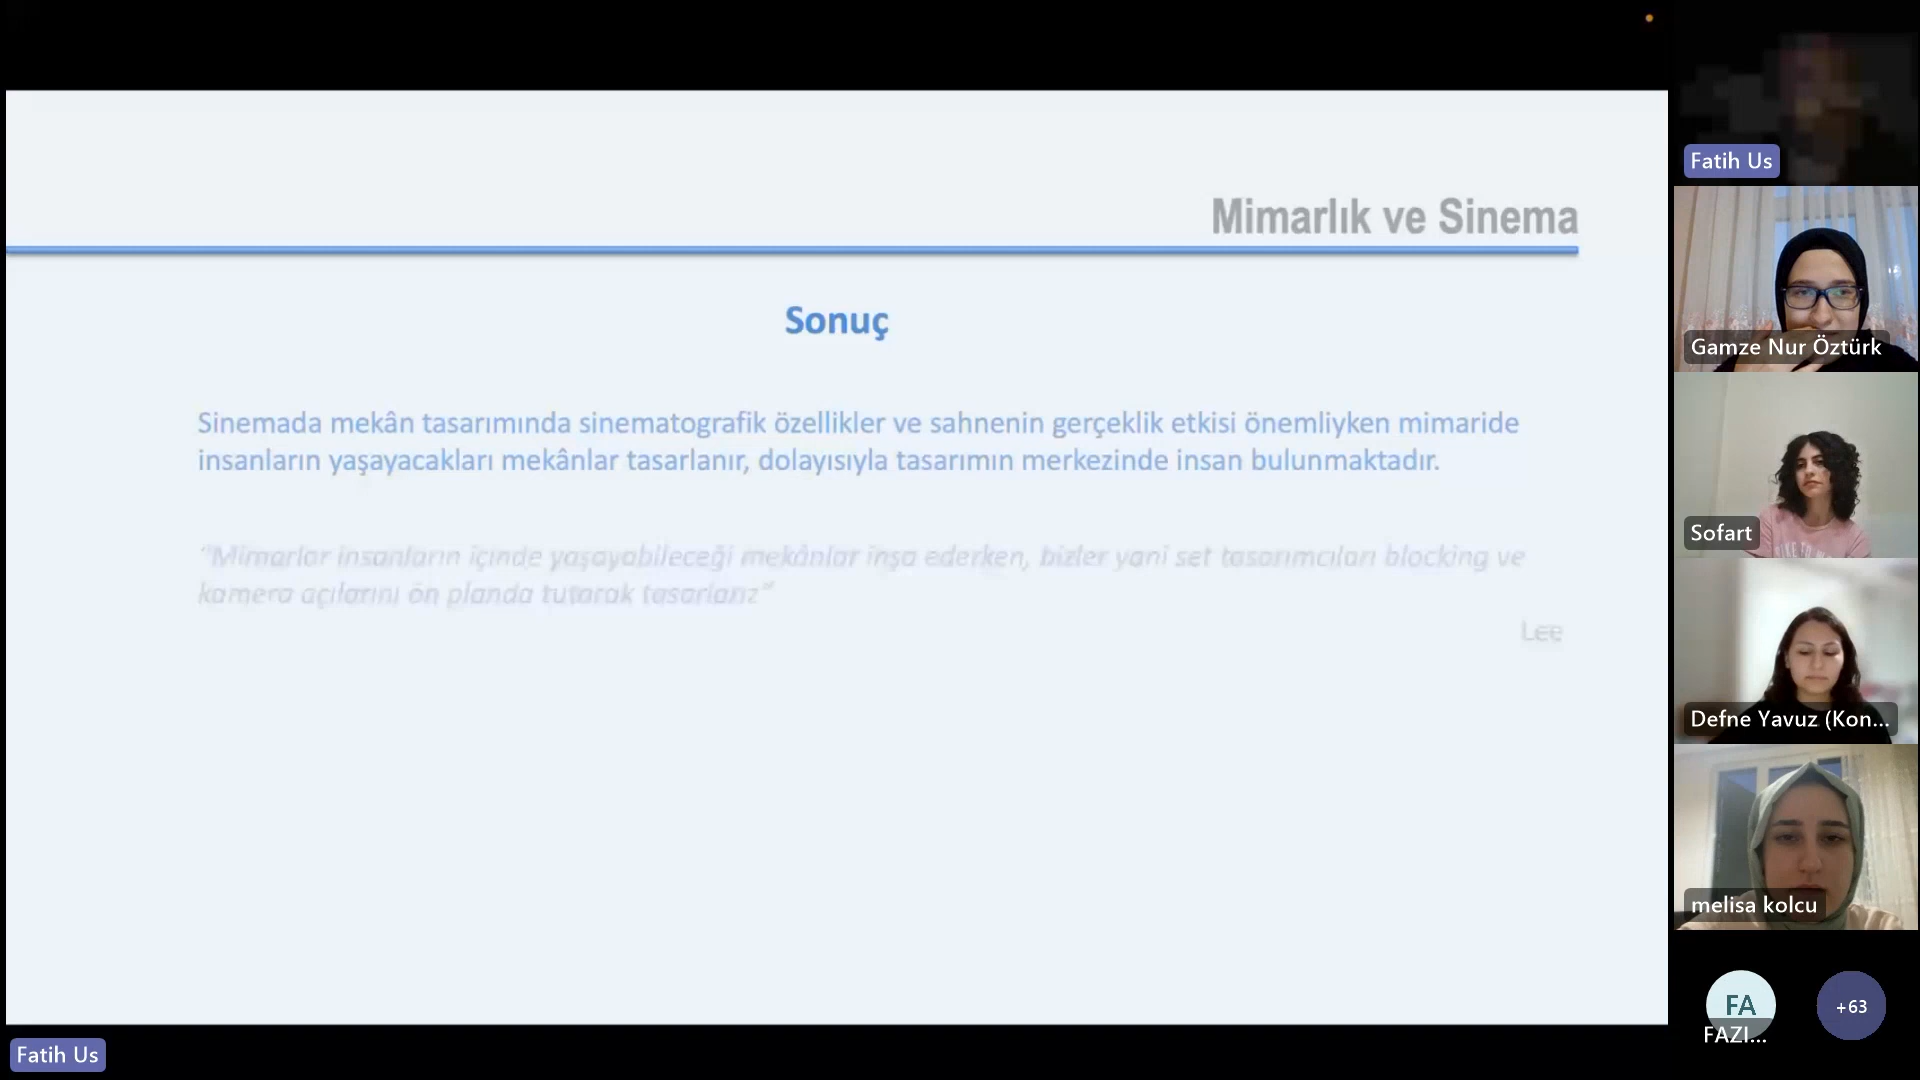 Mimarlık ve Sinema
Sonuç
Sinemada mekân tasarımında sinematografik özellikler ve sahnenin gerçeklik etkisi önemliyken mimaride
insanların yaşayacakları mekânlar tasarlanır, dolayısıyla tasarımın merkezinde insan bulunmaktadır.
“Mimarlar insanların içinde yaşayabileceği mekânlar inşa ederken, bizler yani set tasarımcıları blocking ve
kamera açılarını ön planda tutarak tasarlarız”
Lee
Fatih Us
Fatih Us
Gamze Nur Öztürk
Sofart
Defne Yavuz (Kon...
melisa kolcu
FA
FAZI...
+63